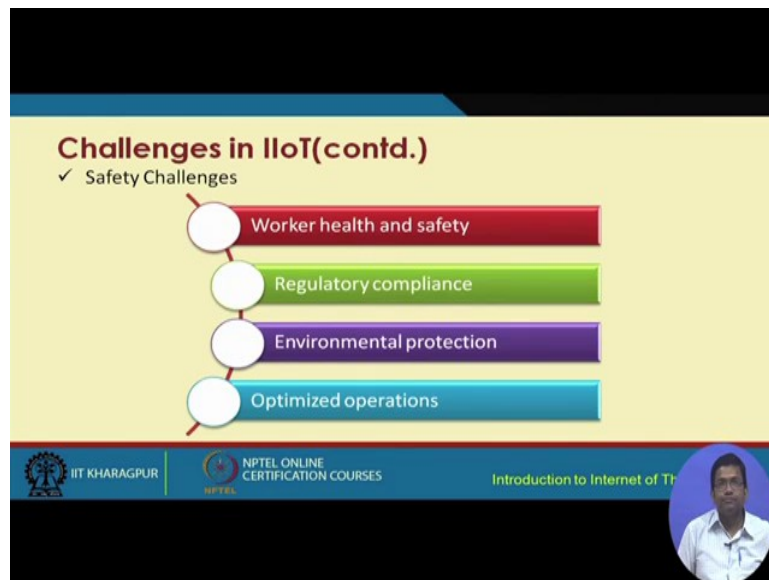 Challenges in IIoT(contd.)
✓ Safety Challenges
Worker health and safety
Regulatory compliance
Environmental protection
Optimized operations
IIT KHARAGPUR
NPTEL
NPTEL ONLINE
CERTIFICATION COURSES
Introduction to Internet of Th